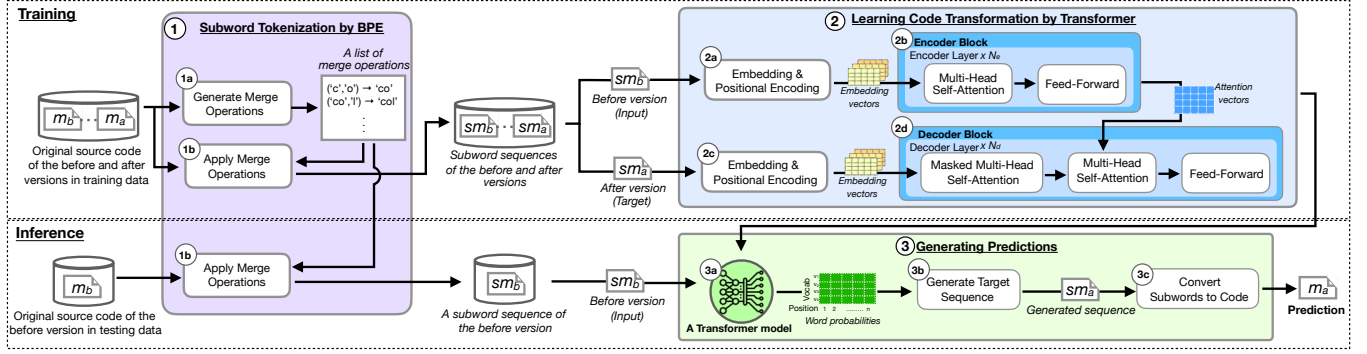 Training
1 Subword Tokenization by BPE
A list of
merge operations
1a
Generate Merge
Operations
('c','o') → 'co'
('co','l') → 'col'
m_b ... m_a
Original source code
of the before and after
versions in training data
1b
Apply Merge
Operations
sm_b ... sm_a
Subword sequences
of the before and after
versions
sm_b
Before version
(Input)
sm_a
After version
(Target)
2 Learning Code Transformation by Transformer
2a
Embedding &
Positional Encoding
Embedding
vectors
2b
Encoder Block
Encoder Layer x N_e
Multi-Head
Self-Attention
Feed-Forward
Attention
vectors
2c
Embedding &
Positional Encoding
Embedding
vectors
2d
Decoder Block
Decoder Layer x N_d
Masked Multi-Head
Self-Attention
Multi-Head
Self-Attention
Feed-Forward
Inference
m_b
Original source code of the
before version in testing data
1b
Apply Merge
Operations
sm_b
A subword sequence
of the before version
sm_b
Before version
(Input)
3 Generating Predictions
3a
A Transformer model
Vocab
Position 1 2 ......... n
Word probabilities
3b
Generate Target
Sequence
sm_a
Generated sequence
3c
Convert
Subwords to Code
m_a
Prediction